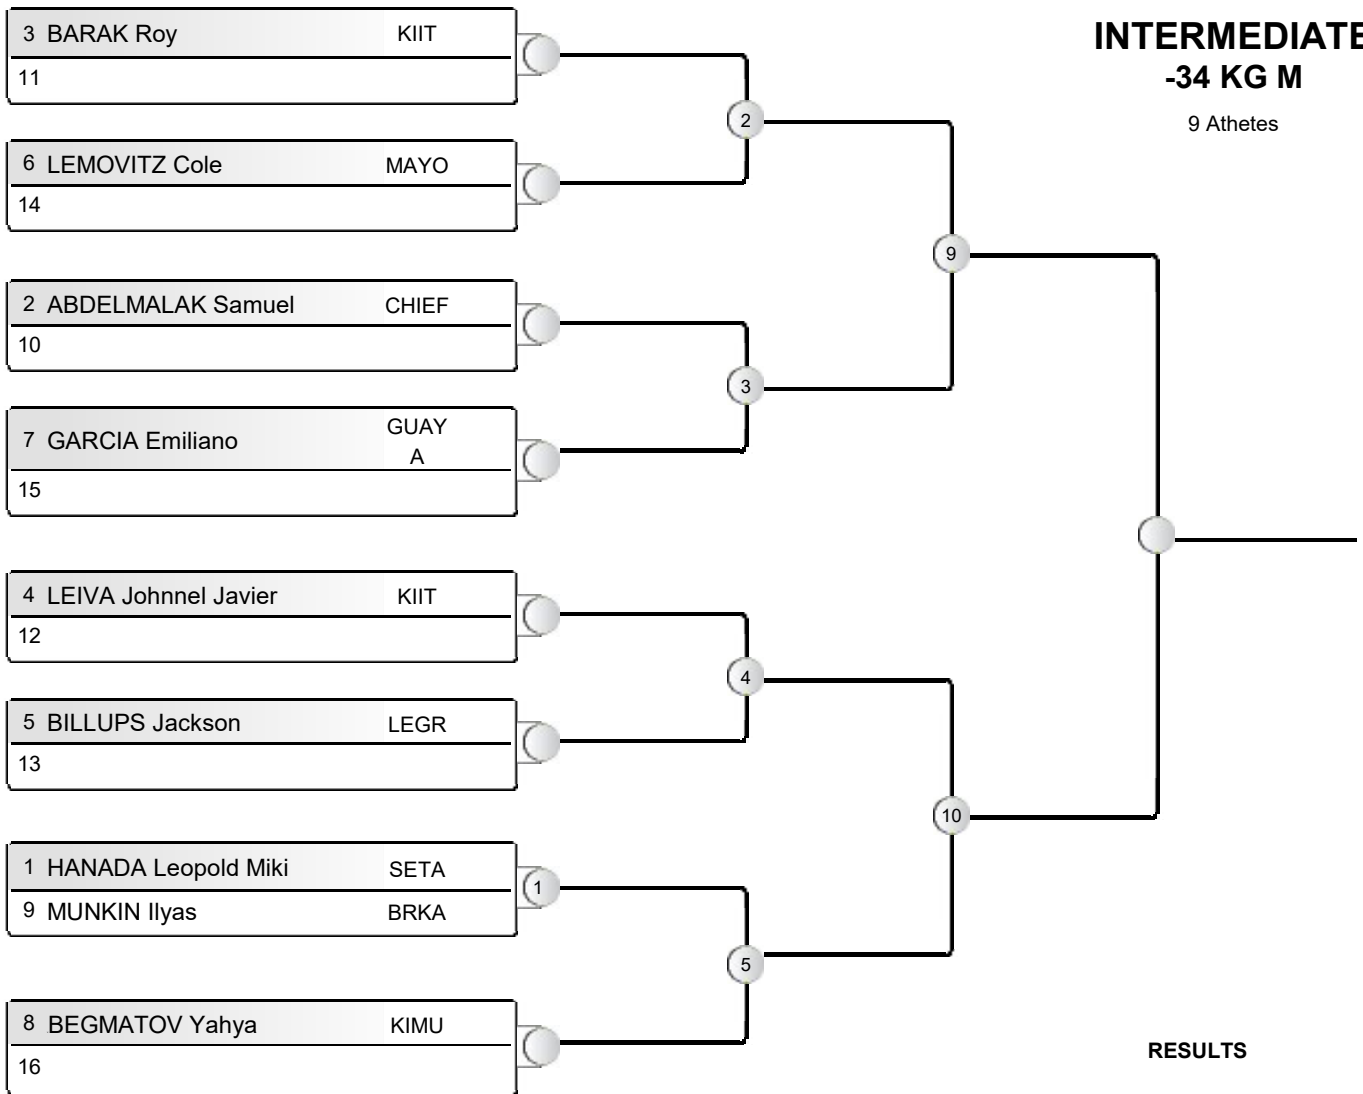 3 BARAK Roy KIIT
11
INTERMEDIATE
-34 KG M
9 Athetes
2
6 LEMOVITZ Cole MAYO
14
9
2 ABDELMALAK Samuel CHIEF
10
3
7 GARCIA Emiliano GUAY
A
15
4 LEIVA Johnnel Javier KIIT
12
4
5 BILLUPS Jackson LEGR
13
10
1 HANADA Leopold Miki SETA
1
9 MUNKIN Ilyas BRKA
5
8 BEGMATOV Yahya KIMU
16
RESULTS